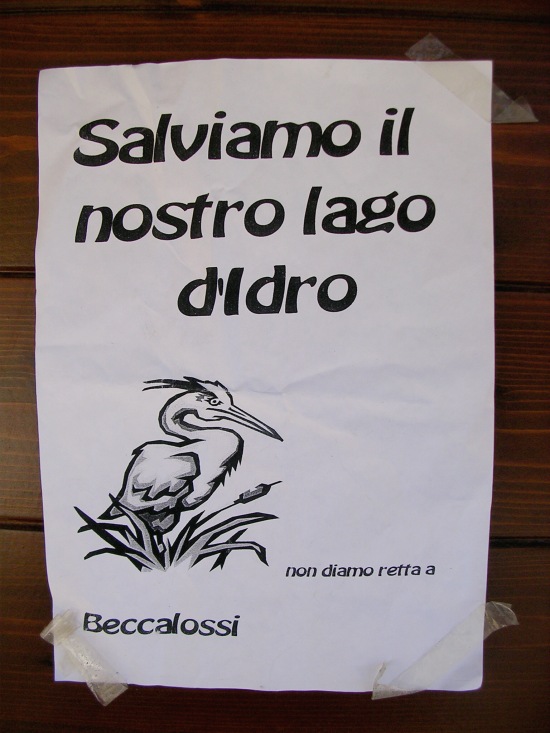 Salviamo il
nostro lago
d'Idro
non diamo retta a
Beccalossi